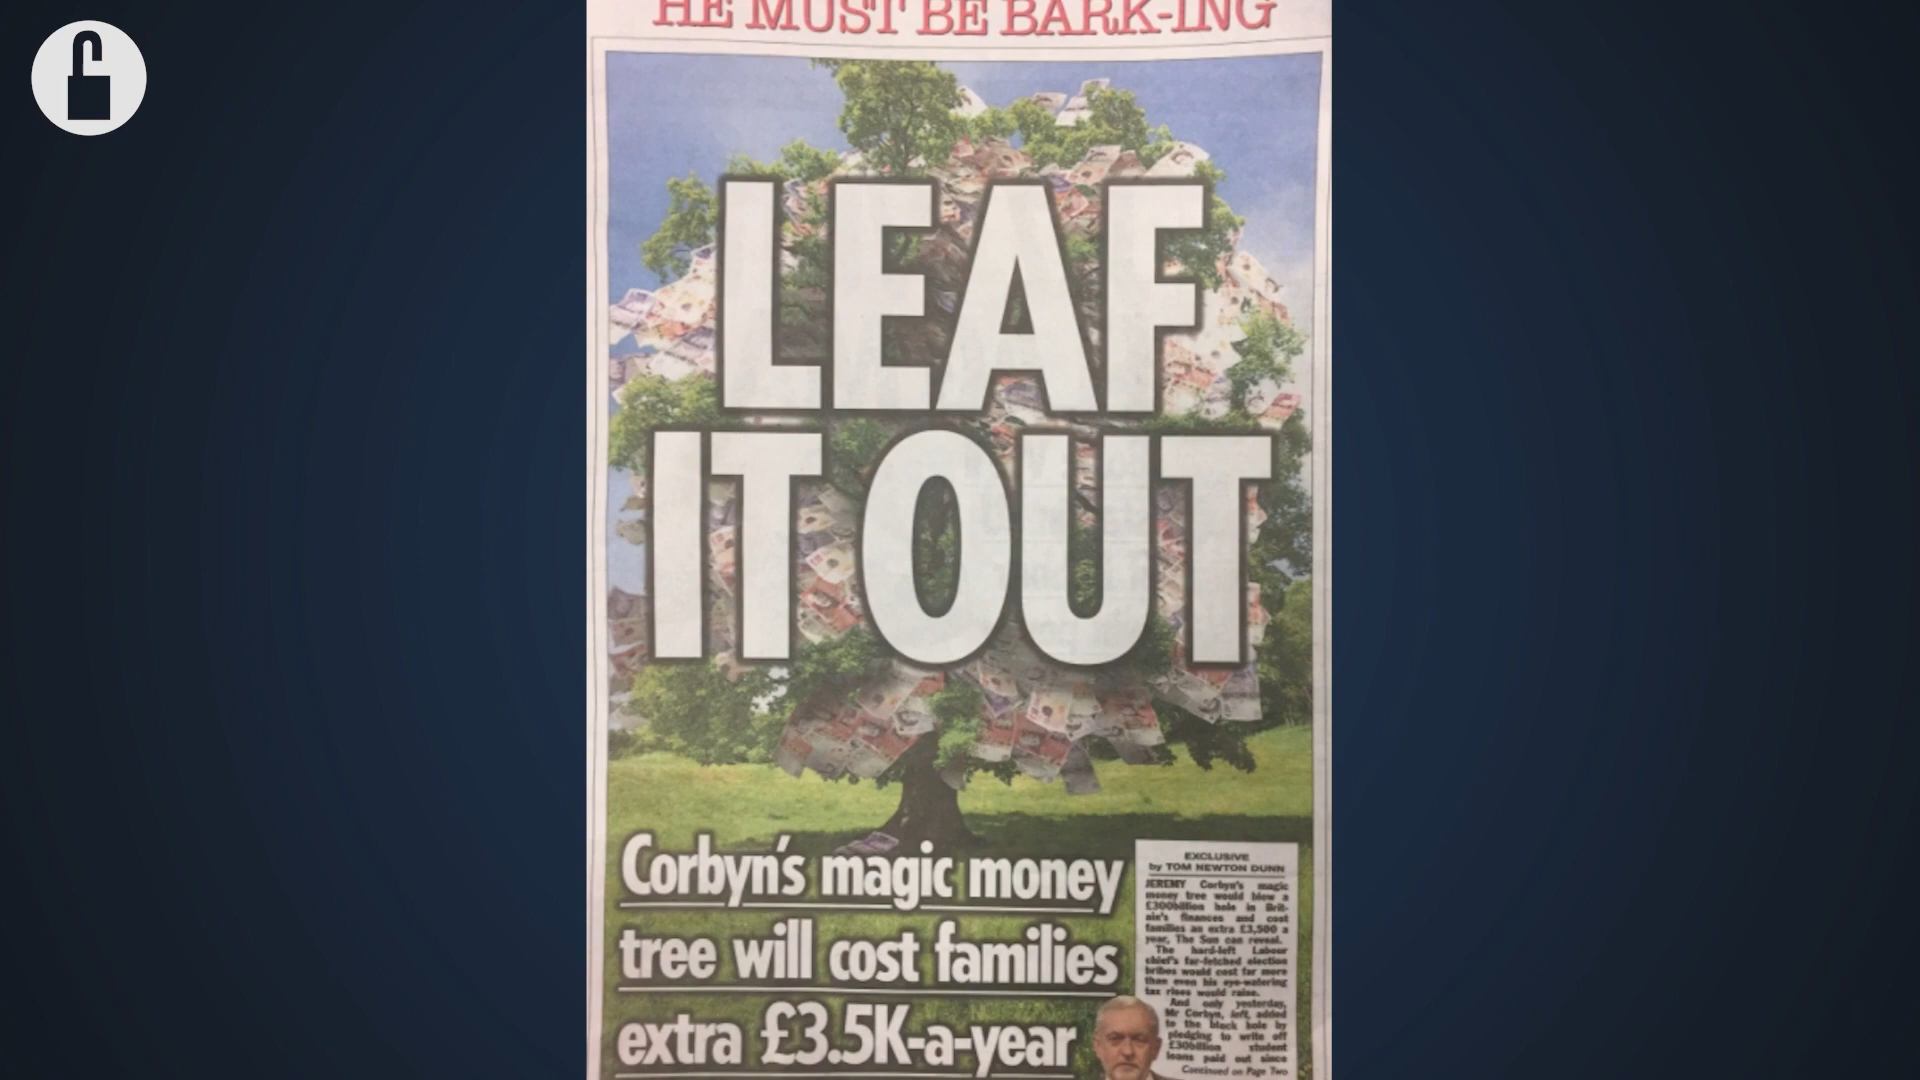 HE MUST BE BARK-ING
LEAF
IT OUT
Corbyn's magic money
tree will cost families
extra £3.5K-a-year
EXCLUSIVE
by TOM NEWTON DUNN
JEREMY Corbyn's magic
money tree would blow a
£300billion hole in Brit-
ain's finances and cost
families an extra £3,500 a
year, The Sun can reveal.
The hard-left Labour
chief's far-fetched election
bribes would cost far more
than even his eye-watering
tax rises would raise.
And only yesterday,
Mr Corbyn, left, added
to the black hole by
pledging to write off
£30billion student
loans paid out since
Continued on Page Two